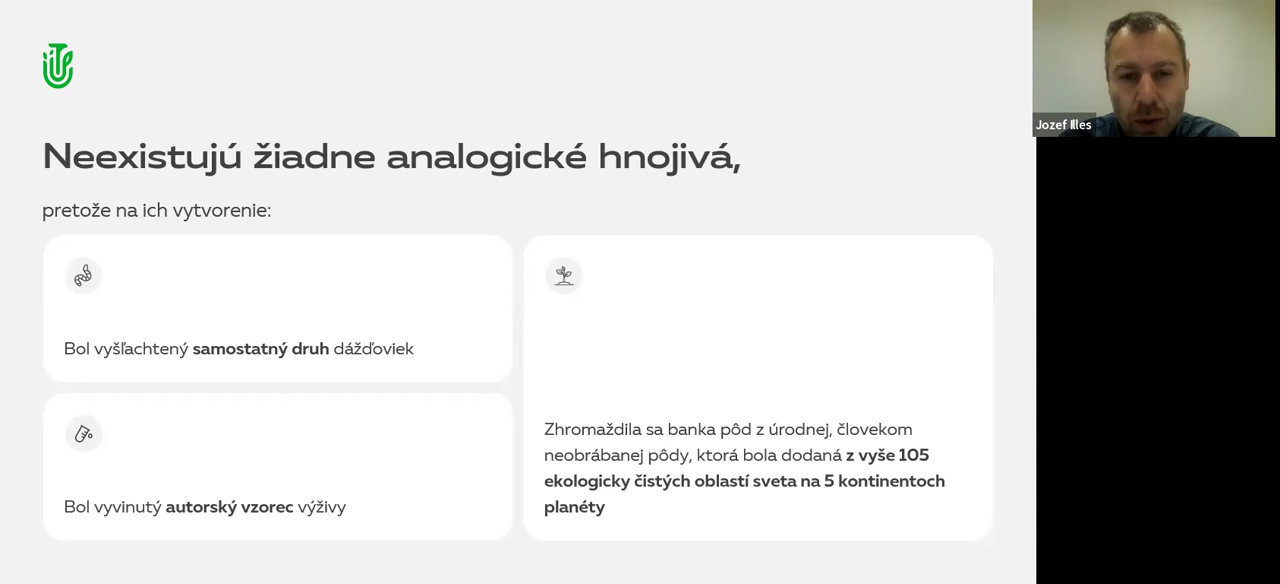 Neexistujú žiadne analogické hnojivá,
pretože na ich vytvorenie:
Bol vyšľachtený samostatný druh dážďoviek
Bol vyvinutý autorský vzorec výživy
Zhromaždila sa banka pôd z úrodnej, človekom
neobrábanej pôdy, ktorá bola dodaná z vyše 105
ekologicky čistých oblastí sveta na 5 kontinentoch
planéty
Jozef Illes